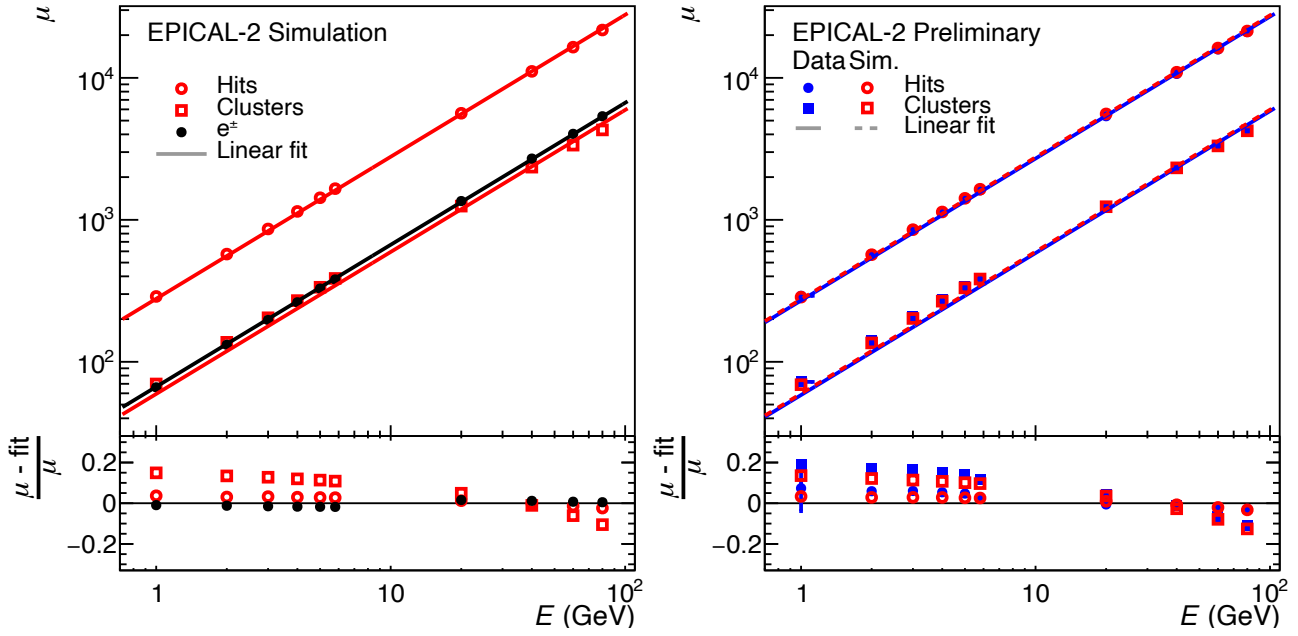 μ
EPICAL-2 Simulation
Hits
Clusters
e±
Linear fit
10⁴
10³
10²
μ - fit
μ
0.2
0
−0.2
1
10
10²
E (GeV)
μ
EPICAL-2 Preliminary
Data Sim.
Hits
Clusters
Linear fit
10⁴
10³
10²
μ - fit
μ
0.2
0
−0.2
1
10
10²
E (GeV)